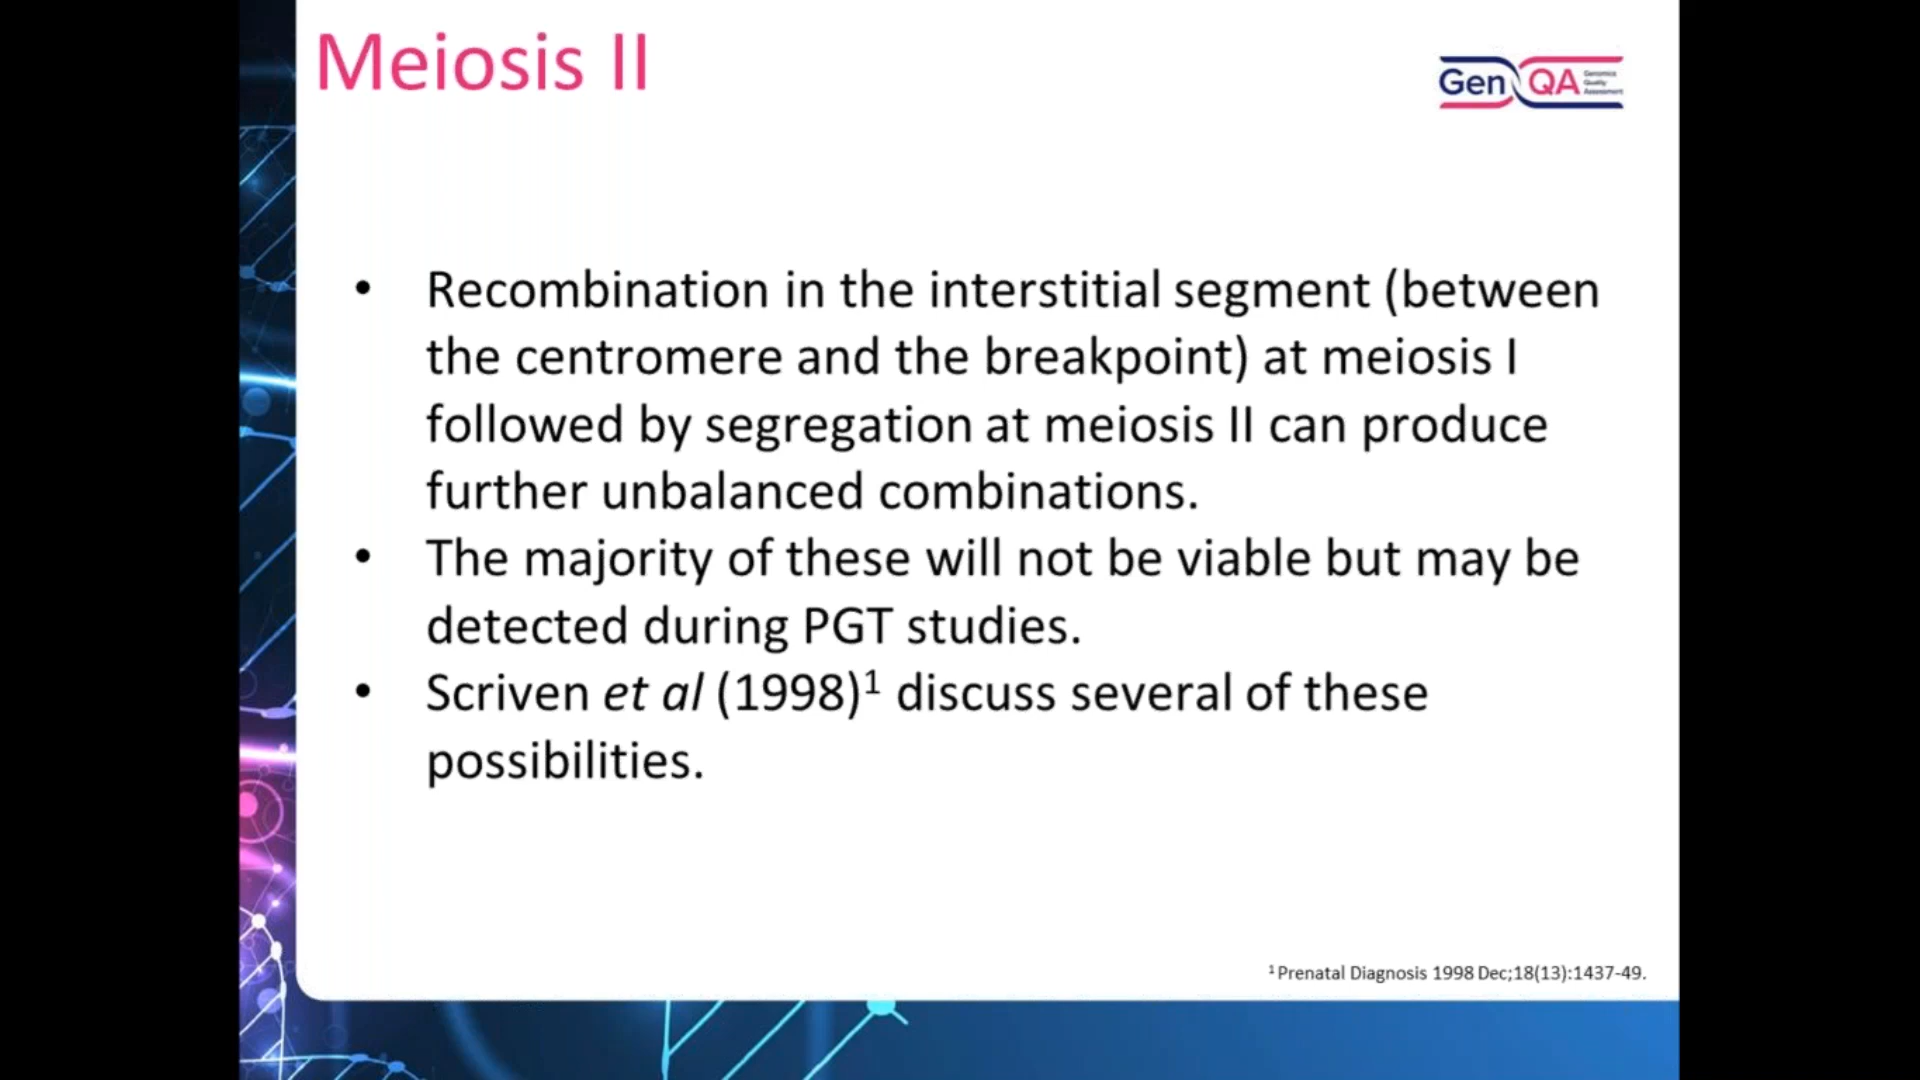 Meiosis II
Gen QA Genomics
Quality
Assessment
• Recombination in the interstitial segment (between
the centromere and the breakpoint) at meiosis I
followed by segregation at meiosis II can produce
further unbalanced combinations.
• The majority of these will not be viable but may be
detected during PGT studies.
• Scriven et al (1998)¹ discuss several of these
possibilities.
¹ Prenatal Diagnosis 1998 Dec;18(13):1437-49.